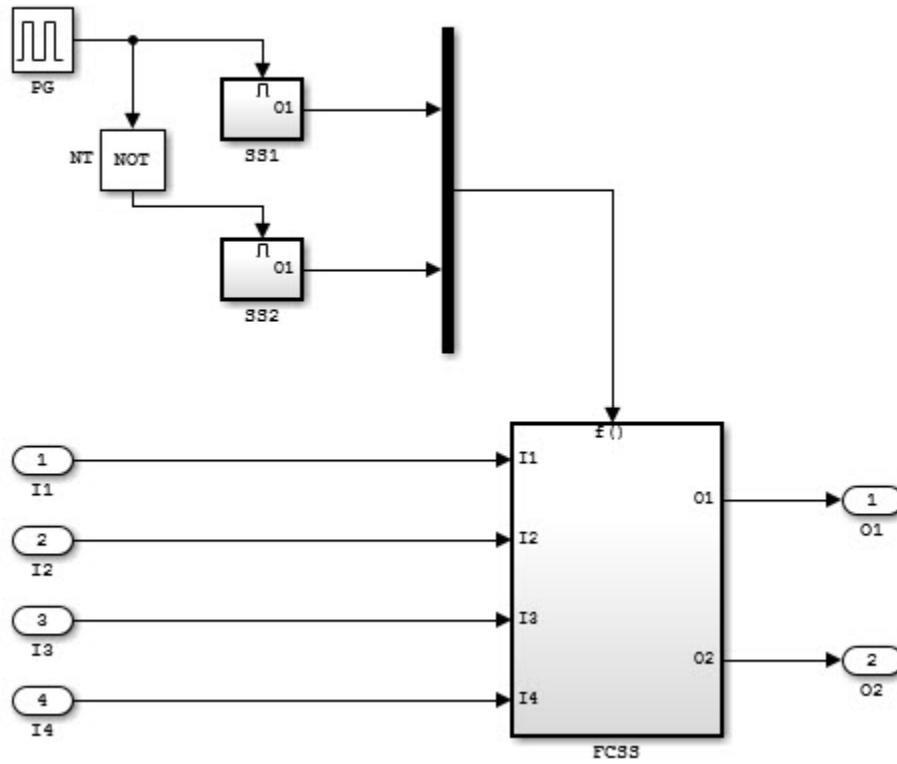 PG
O1
SS1
NT
NOT
O1
SS2
f()
1
I1
I1
O1
1
O1
2
I2
I2
3
I3
I3
O2
2
O2
4
I4
I4
FCSS